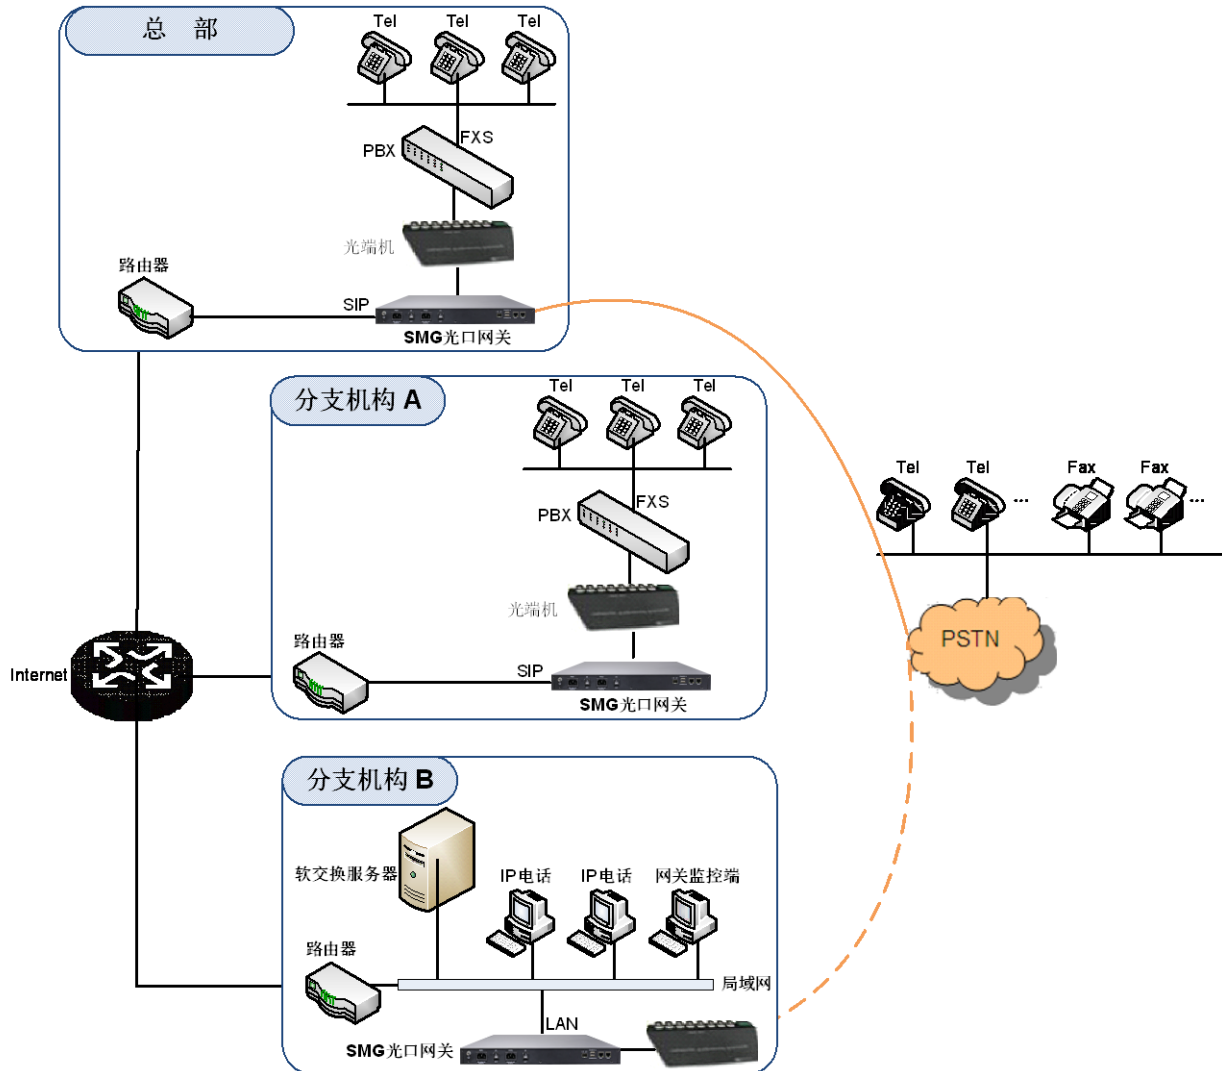 总 部
Tel
Tel
Tel
FXS
PBX
光端机
路由器
SIP
SMG光口网关
分支机构 A
Tel
Tel
Tel
FXS
PBX
光端机
路由器
SIP
SMG光口网关
Tel
Tel
...
Fax
Fax
...
PSTN
Internet
分支机构 B
软交换服务器
IP电话
IP电话
网关监控端
路由器
局域网
LAN
SMG光口网关